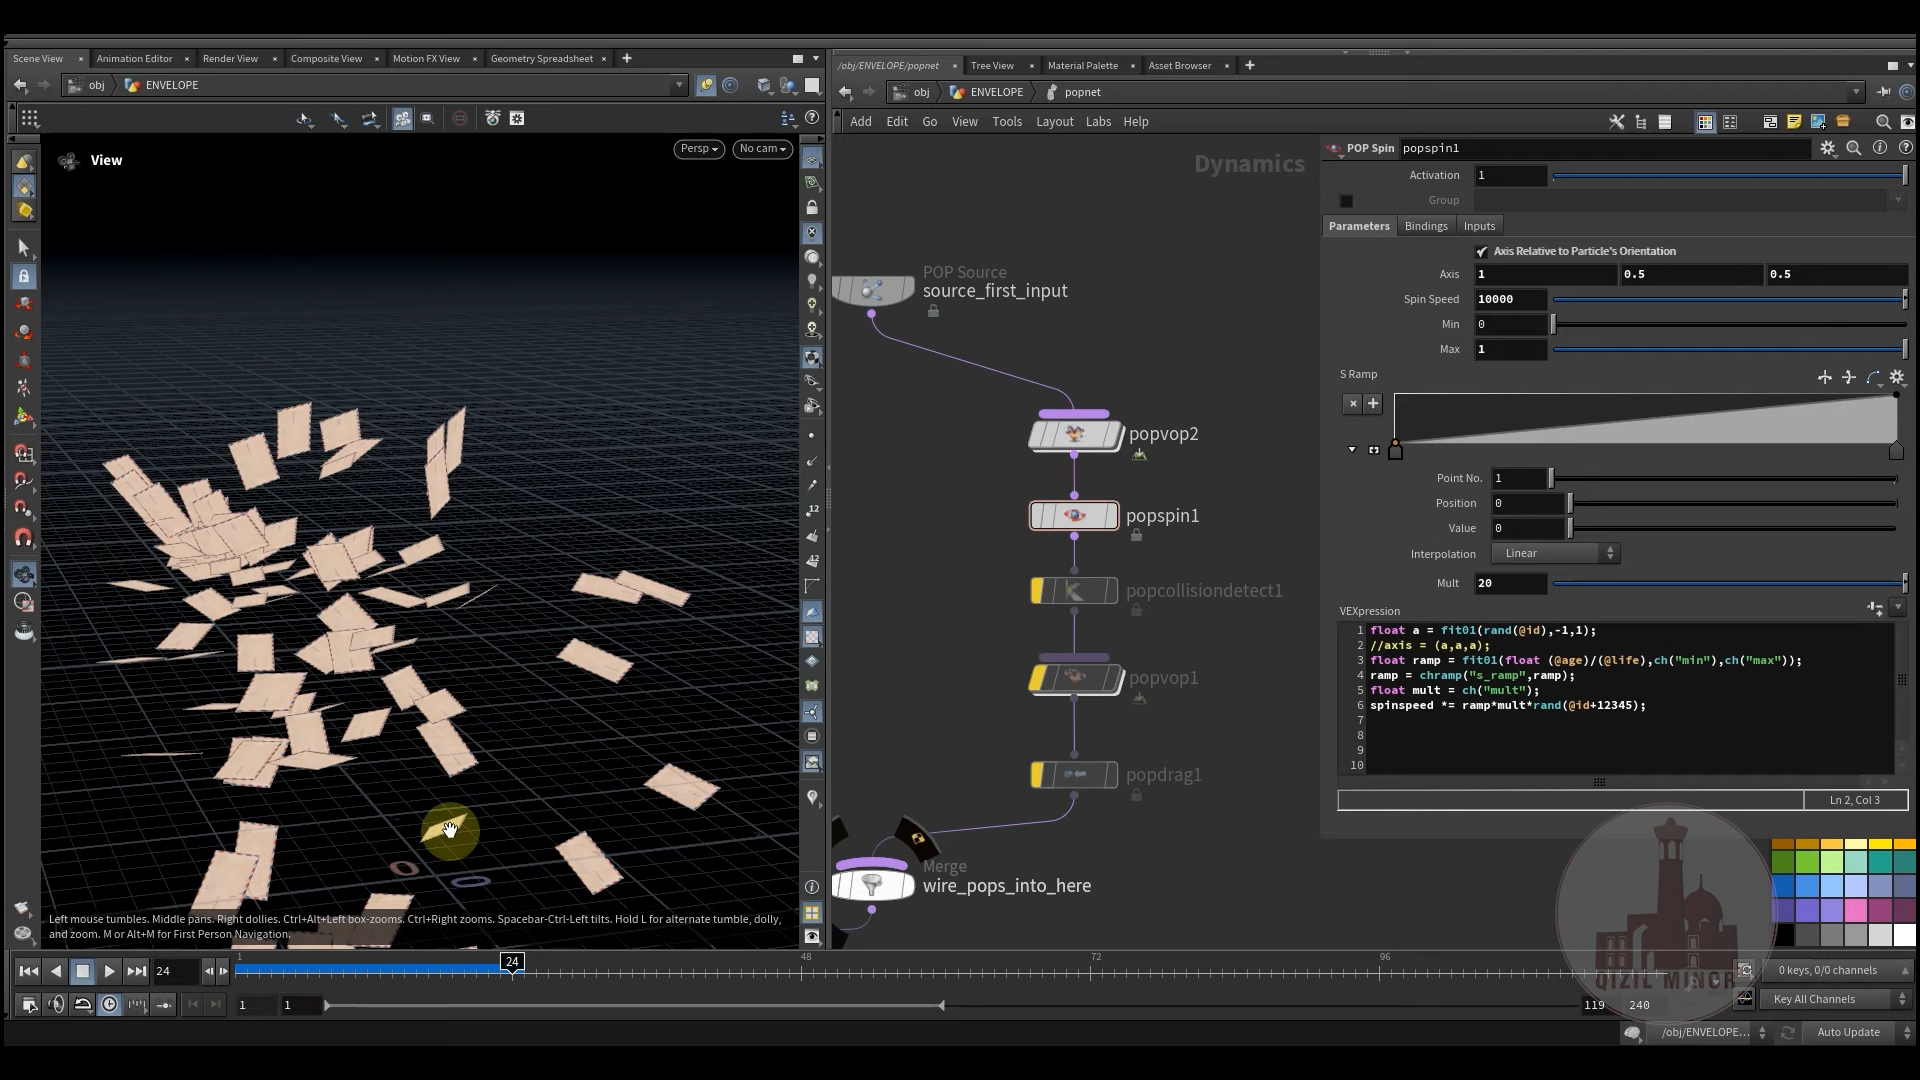 Scene View
Animation Editor
Render View
Composite View
Motion FX View
Geometry Spreadsheet
obj
ENVELOPE
View
Persp
No cam
12
12
Left mouse tumbles. Middle pans. Right dollies. Ctrl+Alt+Left box-zooms. Ctrl+Right zooms. Spacebar-Ctrl-Left tilts. Hold L for alternate tumble, dolly,
and zoom. M or Alt+M for First Person Navigation.
/obj/ENVELOPE/popnet
Tree View
Material Palette
Asset Browser
obj
ENVELOPE
popnet
Add
Edit
Go
View
Tools
Layout
Labs
Help
Dynamics
POP Source
source_first_input
popvop2
popspin1
popcollisiondetect1
popvop1
popdrag1
Merge
wire_pops_into_here
POP Spin
popspin1
Activation
1
Group
Parameters
Bindings
Inputs
Axis Relative to Particle's Orientation
Axis
1
0.5
0.5
Spin Speed
10000
Min
0
Max
1
S Ramp
Point No.
1
Position
0
Value
0
Interpolation
Linear
Mult
20
VEXpression
1 float a = fit01(rand(@id),-1,1);
2 //axis = (a,a,a);
3 float ramp = fit01(float (@age)/(@life),ch("min"),ch("max"));
4 ramp = chramp("s_ramp",ramp);
5 float mult = ch("mult");
6 spinspeed *= ramp*mult*rand(@id+12345);
7
8
9
10
Ln 2, Col 3
QIZIL MINOR
24
1
24
48
72
96
0 keys, 0/0 channels
1
1
119
240
Key All Channels
/obj/ENVELOPE...
Auto Update